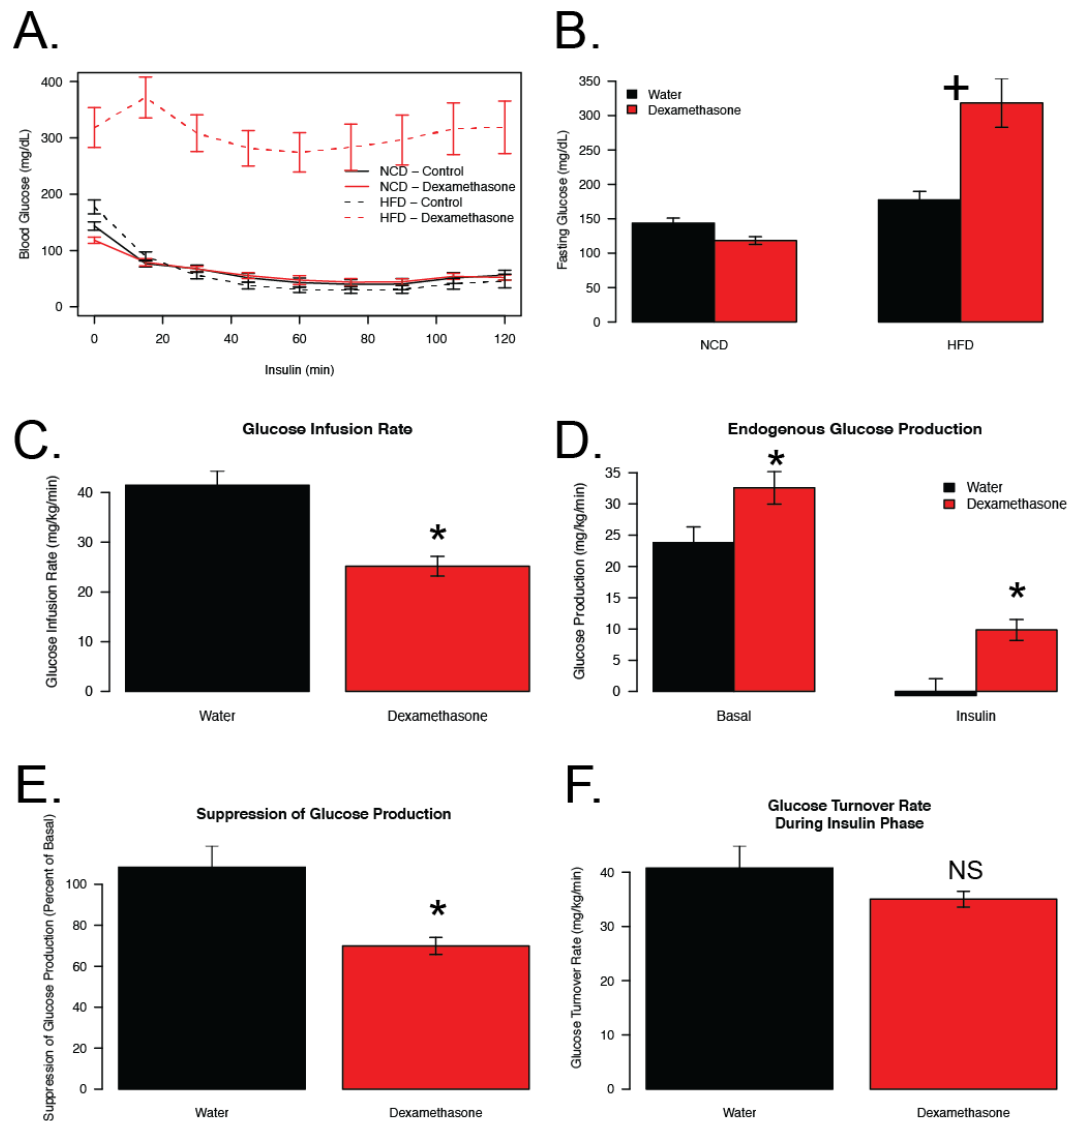 A.
Blood Glucose (mg/dL)
400
300
200
100
0
NCD – Control
NCD – Dexamethasone
HFD – Control
HFD – Dexamethasone
0 20 40 60 80 100 120
Insulin (min)
B.
Fasting Glucose (mg/dL)
350
300
250
200
150
100
50
0
Water
Dexamethasone
+
NCD HFD
C.
Glucose Infusion Rate
Glucose Infusion Rate (mg/kg/min)
40
30
20
10
0
*
Water Dexamethasone
D.
Endogenous Glucose Production
Glucose Production (mg/kg/min)
35
30
25
20
15
10
5
0
*
Water
Dexamethasone
*
Basal Insulin
E.
Suppression of Glucose Production
Suppression of Glucose Production (Percent of Basal)
100
80
60
40
20
0
*
Water Dexamethasone
F.
Glucose Turnover Rate
During Insulin Phase
Glucose Turnover Rate (mg/kg/min)
40
30
20
10
0
NS
Water Dexamethasone